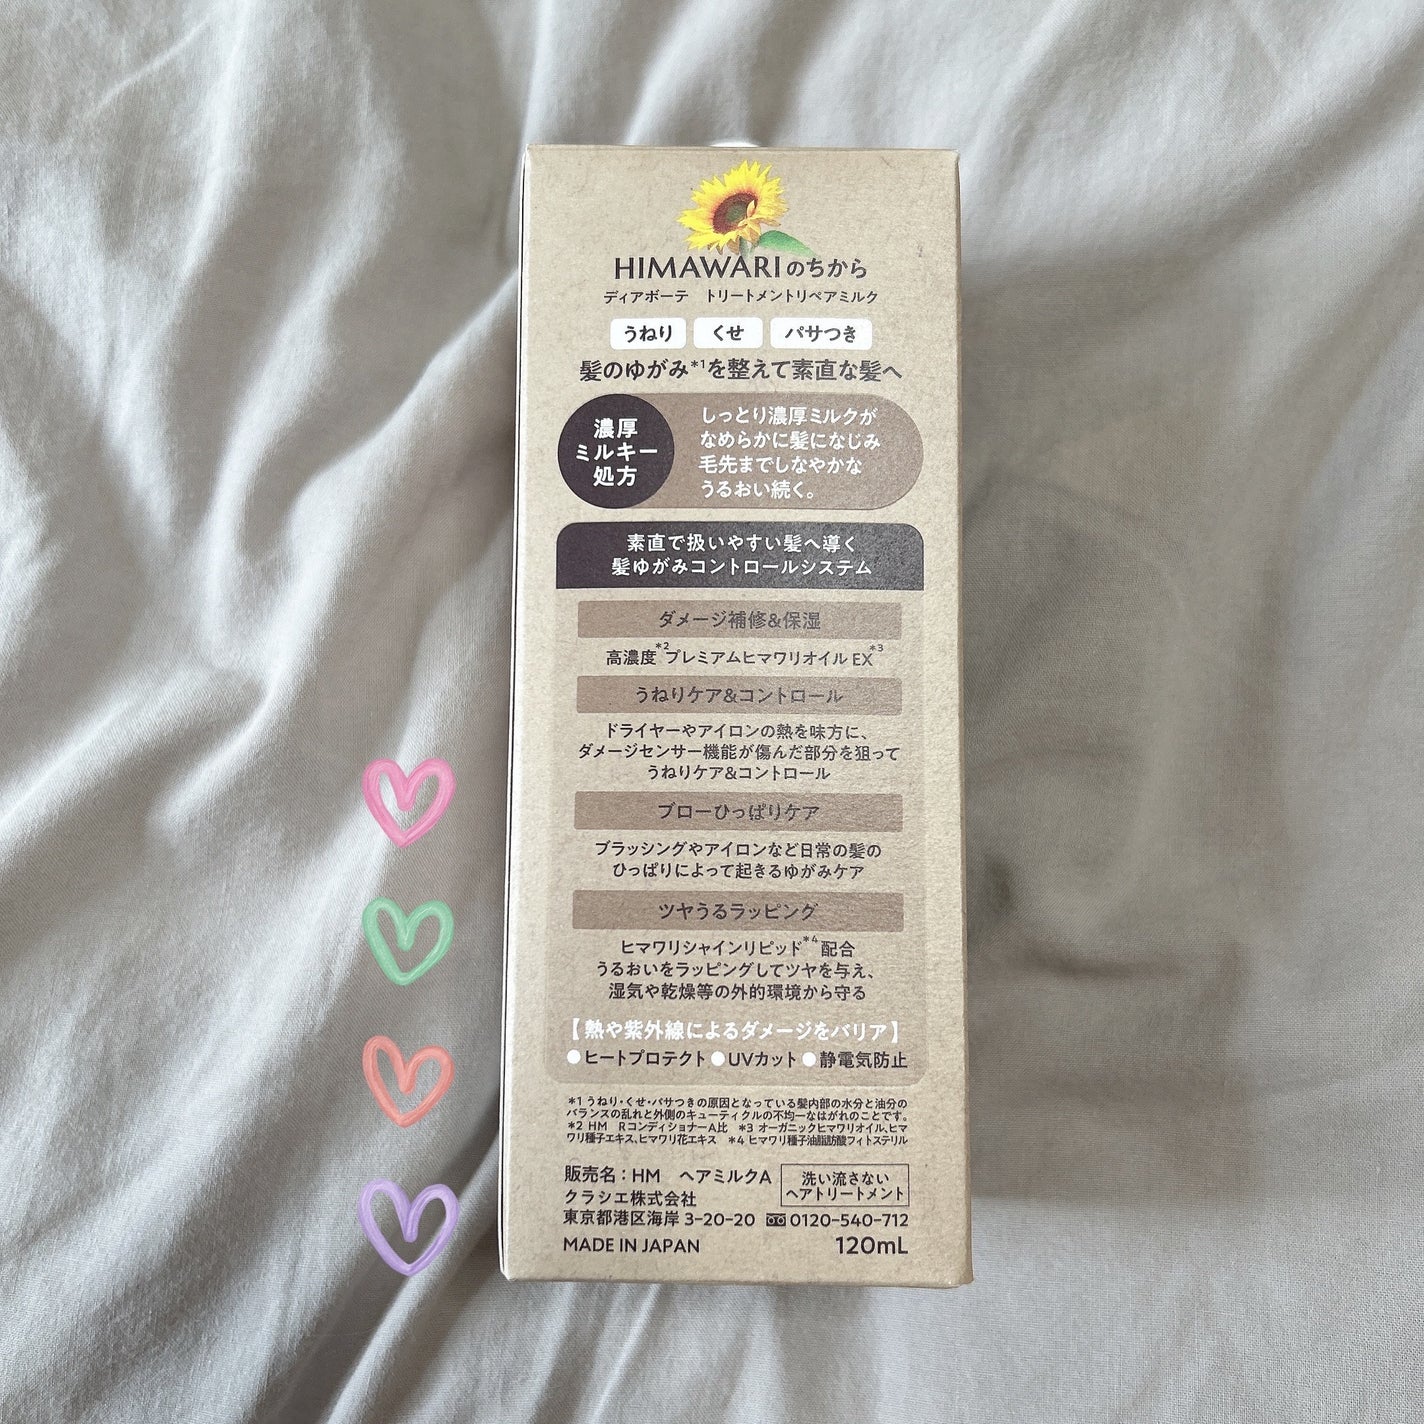 HIMAWARIのちから
ディアボーテ　トリートメントリペアミルク
うねり くせ パサつき
髪のゆがみ*1を整えて素直な髪へ
濃厚
ミルキー
処方
しっとり濃厚ミルクが
なめらかに髪になじみ
毛先までしなやかな
うるおい続く。
素直で扱いやすい髪へ導く
髪ゆがみコントロールシステム
ダメージ補修&保湿
高濃度*2プレミアムヒマワリオイル EX*3
うねりケア&コントロール
ドライヤーやアイロンの熱を味方に、
ダメージセンサー機能が傷んだ部分を狙って
うねりケア&コントロール
ブローひっぱりケア
ブラッシングやアイロンなど日常の髪の
ひっぱりによって起きるゆがみケア
ツヤうるラッピング
ヒマワリシャインリピッド*4配合
うるおいをラッピングしてツヤを与え、
湿気や乾燥等の外的環境から守る
【熱や紫外線によるダメージをバリア】
●ヒートプロテクト●UVカット●静電気防止
*1 うねり・くせ・パサつきの原因となっている髪内部の水分と油分の
バランスの乱れと外側のキューティクルの不均一なはがれのことです。
*2 HM　RコンディショナーA比　*3 オーガニックヒマワリオイル、ヒマ
ワリ種子エキス、ヒマワリ花エキス　*4 ヒマワリ種子油脂肪酸フィトステリル
販売名：HM　ヘアミルクA
洗い流さない
ヘアトリートメント
クラシエ株式会社
東京都港区海岸 3-20-20 0120-540-712
MADE IN JAPAN 120mL